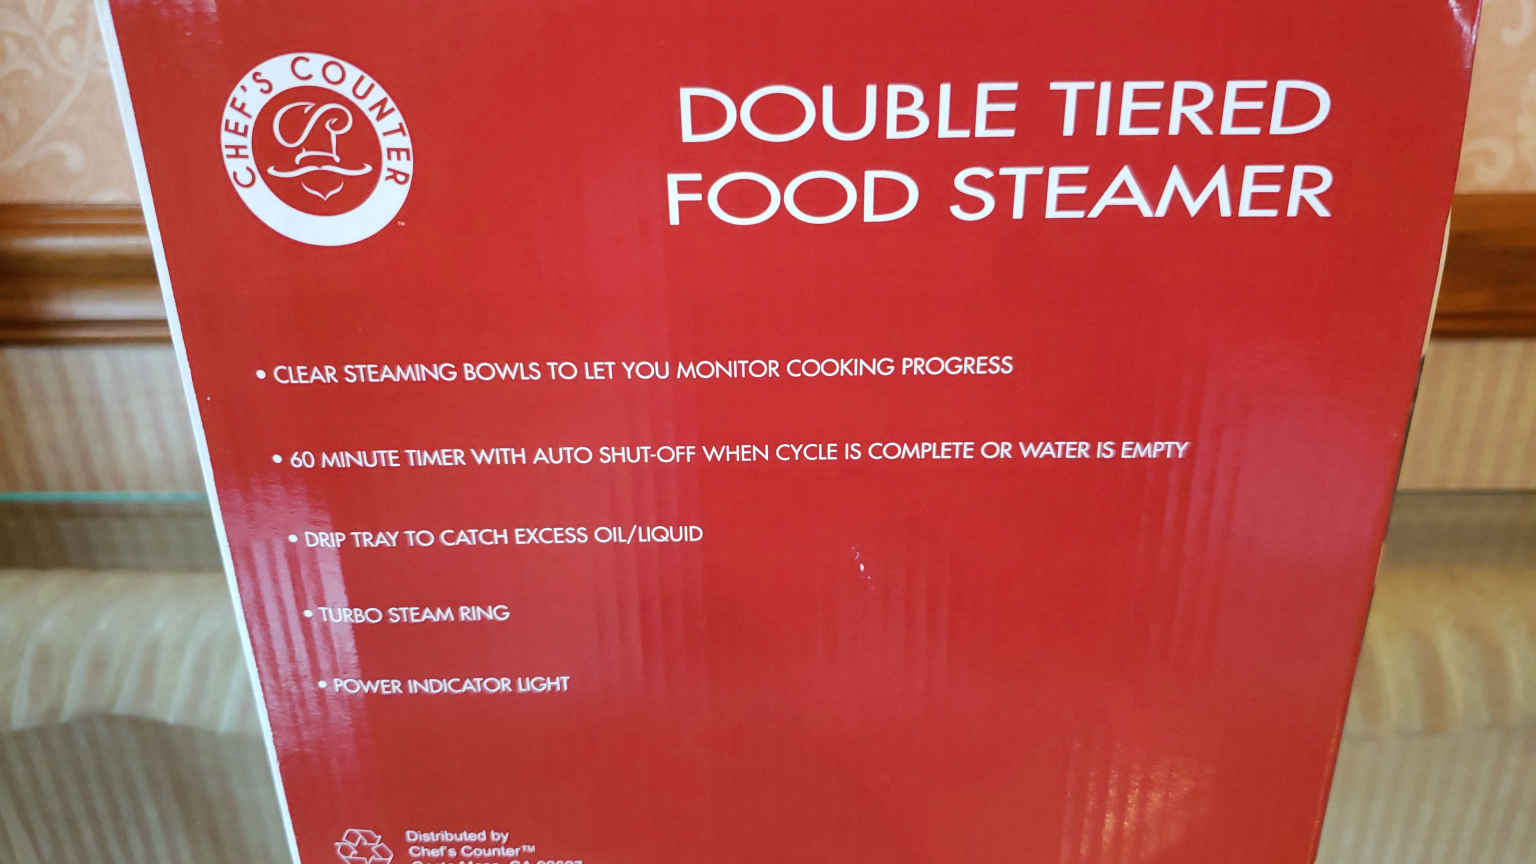 CHEF'S COUNTER
™
DOUBLE TIERED
FOOD STEAMER
• CLEAR STEAMING BOWLS TO LET YOU MONITOR COOKING PROGRESS
• 60 MINUTE TIMER WITH AUTO SHUT-OFF WHEN CYCLE IS COMPLETE OR WATER IS EMPTY
• DRIP TRAY TO CATCH EXCESS OIL/LIQUID
• TURBO STEAM RING
• POWER INDICATOR LIGHT
Distributed by
Chef's Counter™